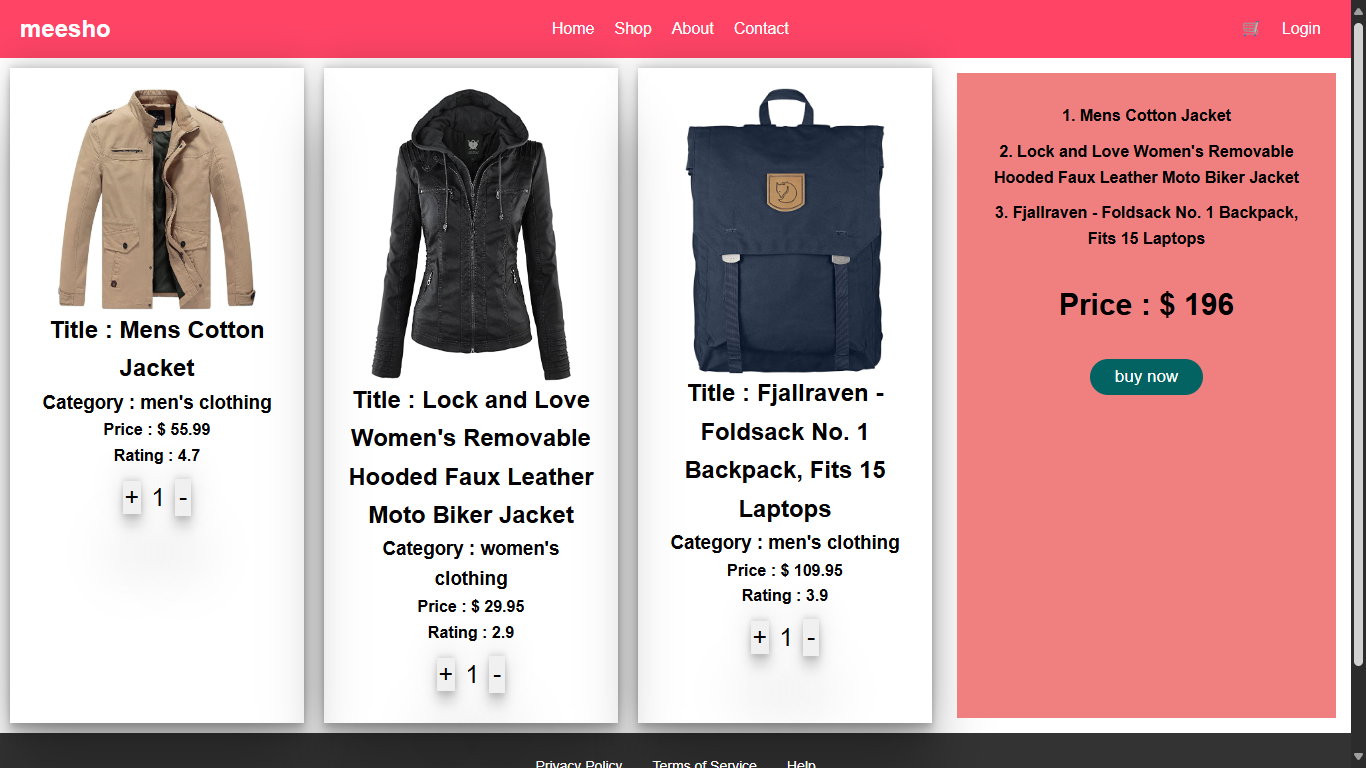 meesho
Home
Shop
About
Contact
🛒
Login
Title : Mens Cotton
Jacket
Category : men's clothing
Price : $ 55.99
Rating : 4.7
+ 1 -
Title : Lock and Love
Women's Removable
Hooded Faux Leather
Moto Biker Jacket
Category : women's
clothing
Price : $ 29.95
Rating : 2.9
+ 1 -
Title : Fjallraven -
Foldsack No. 1
Backpack, Fits 15
Laptops
Category : men's clothing
Price : $ 109.95
Rating : 3.9
+ 1 -
1. Mens Cotton Jacket
2. Lock and Love Women's Removable
Hooded Faux Leather Moto Biker Jacket
3. Fjallraven - Foldsack No. 1 Backpack,
Fits 15 Laptops
Price : $ 196
buy now
Privacy Policy
Terms of Service
Help